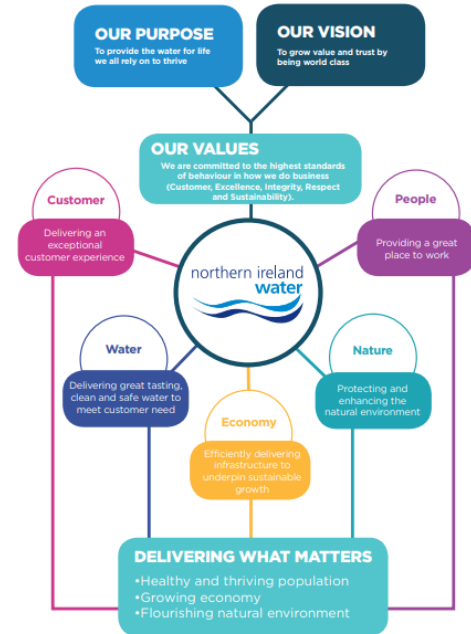 OUR PURPOSE
To provide the water for life
we all rely on to thrive
OUR VISION
To grow value and trust by
being world class
OUR VALUES
We are committed to the highest standards
of behaviour in how we do business
(Customer, Excellence, Integrity, Respect
and Sustainability).
Customer
Delivering an
exceptional
customer experience
People
Providing a great
place to work
northern ireland
water
Water
Delivering great tasting,
clean and safe water to
meet customer need
Nature
Protecting and
enhancing the
natural environment
Economy
Efficiently delivering
infrastructure to
underpin sustainable
growth
DELIVERING WHAT MATTERS
•Healthy and thriving population
•Growing economy
•Flourishing natural environment